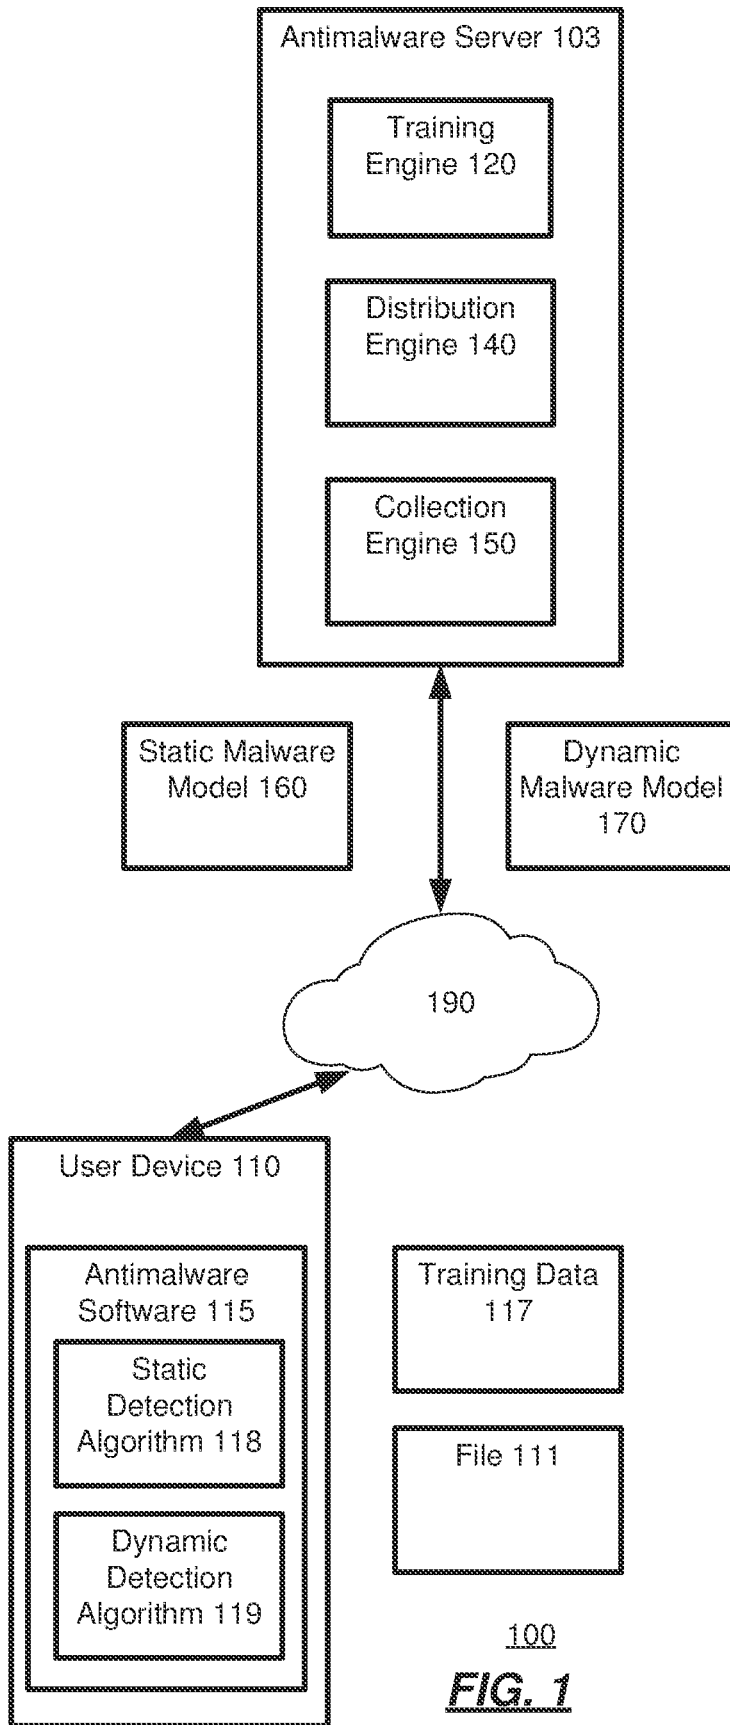 Antimalware Server 103
Training
Engine 120
Distribution
Engine 140
Collection
Engine 150
Static Malware
Model 160
Dynamic
Malware Model
170
190
User Device 110
Antimalware
Software 115
Static
Detection
Algorithm 118
Dynamic
Detection
Algorithm 119
Training Data
117
File 111
100
FIG. 1